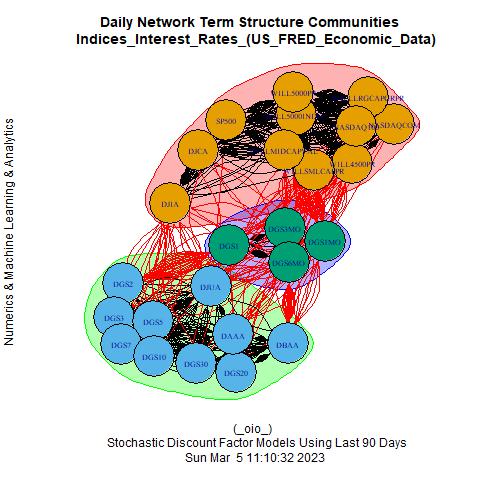 Daily Network Term Structure Communities
Indices_Interest_Rates_(US_FRED_Economic_Data)
Numerics & Machine Learning & Analytics
SP500
DJCA
DJIA
WILL4500PR
DGS3MO
DGS1
DGS1MO
DGS6MO
DGS2
DJUA
DGS3
DGS5
DGS7
DAAA
DBAA
DGS10
DGS30
DGS20
(_oio_)
Stochastic Discount Factor Models Using Last 90 Days
Sun Mar 5 11:10:32 2023